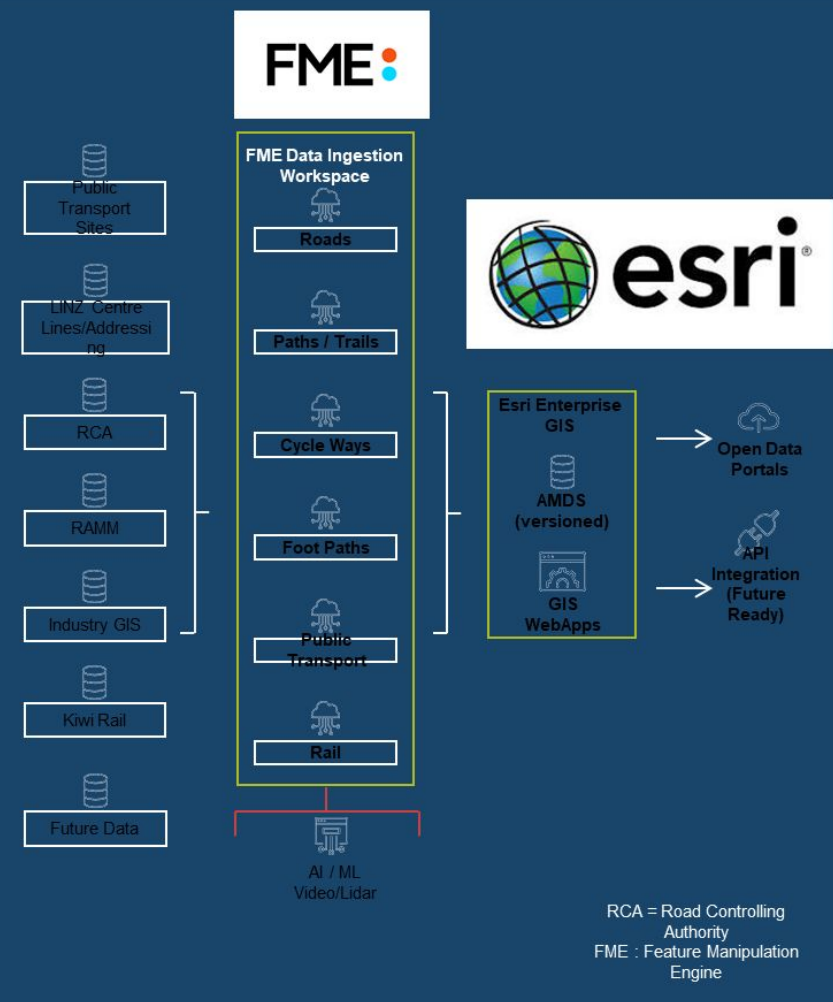 FME
Public
Transport
Sites
LINZ Centre
Lines/Addressi
ng
RCA
RAMM
Industry GIS
Kiwi Rail
Future Data
FME Data Ingestion
Workspace
Roads
Paths / Trails
Cycle Ways
Foot Paths
Public
Transport
Rail
AI / ML
Video/Lidar
esri®
Esri Enterprise
GIS
AMDS
(versioned)
GIS
WebApps
Open Data
Portals
API
Integration
(Future
Ready)
RCA = Road Controlling
Authority
FME : Feature Manipulation
Engine